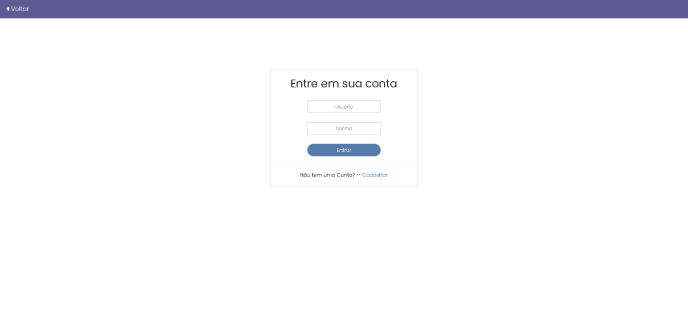 Voltar
Entre em sua conta
Usuário
Senha
Entrar
Não tem uma Conta? — Cadastrar